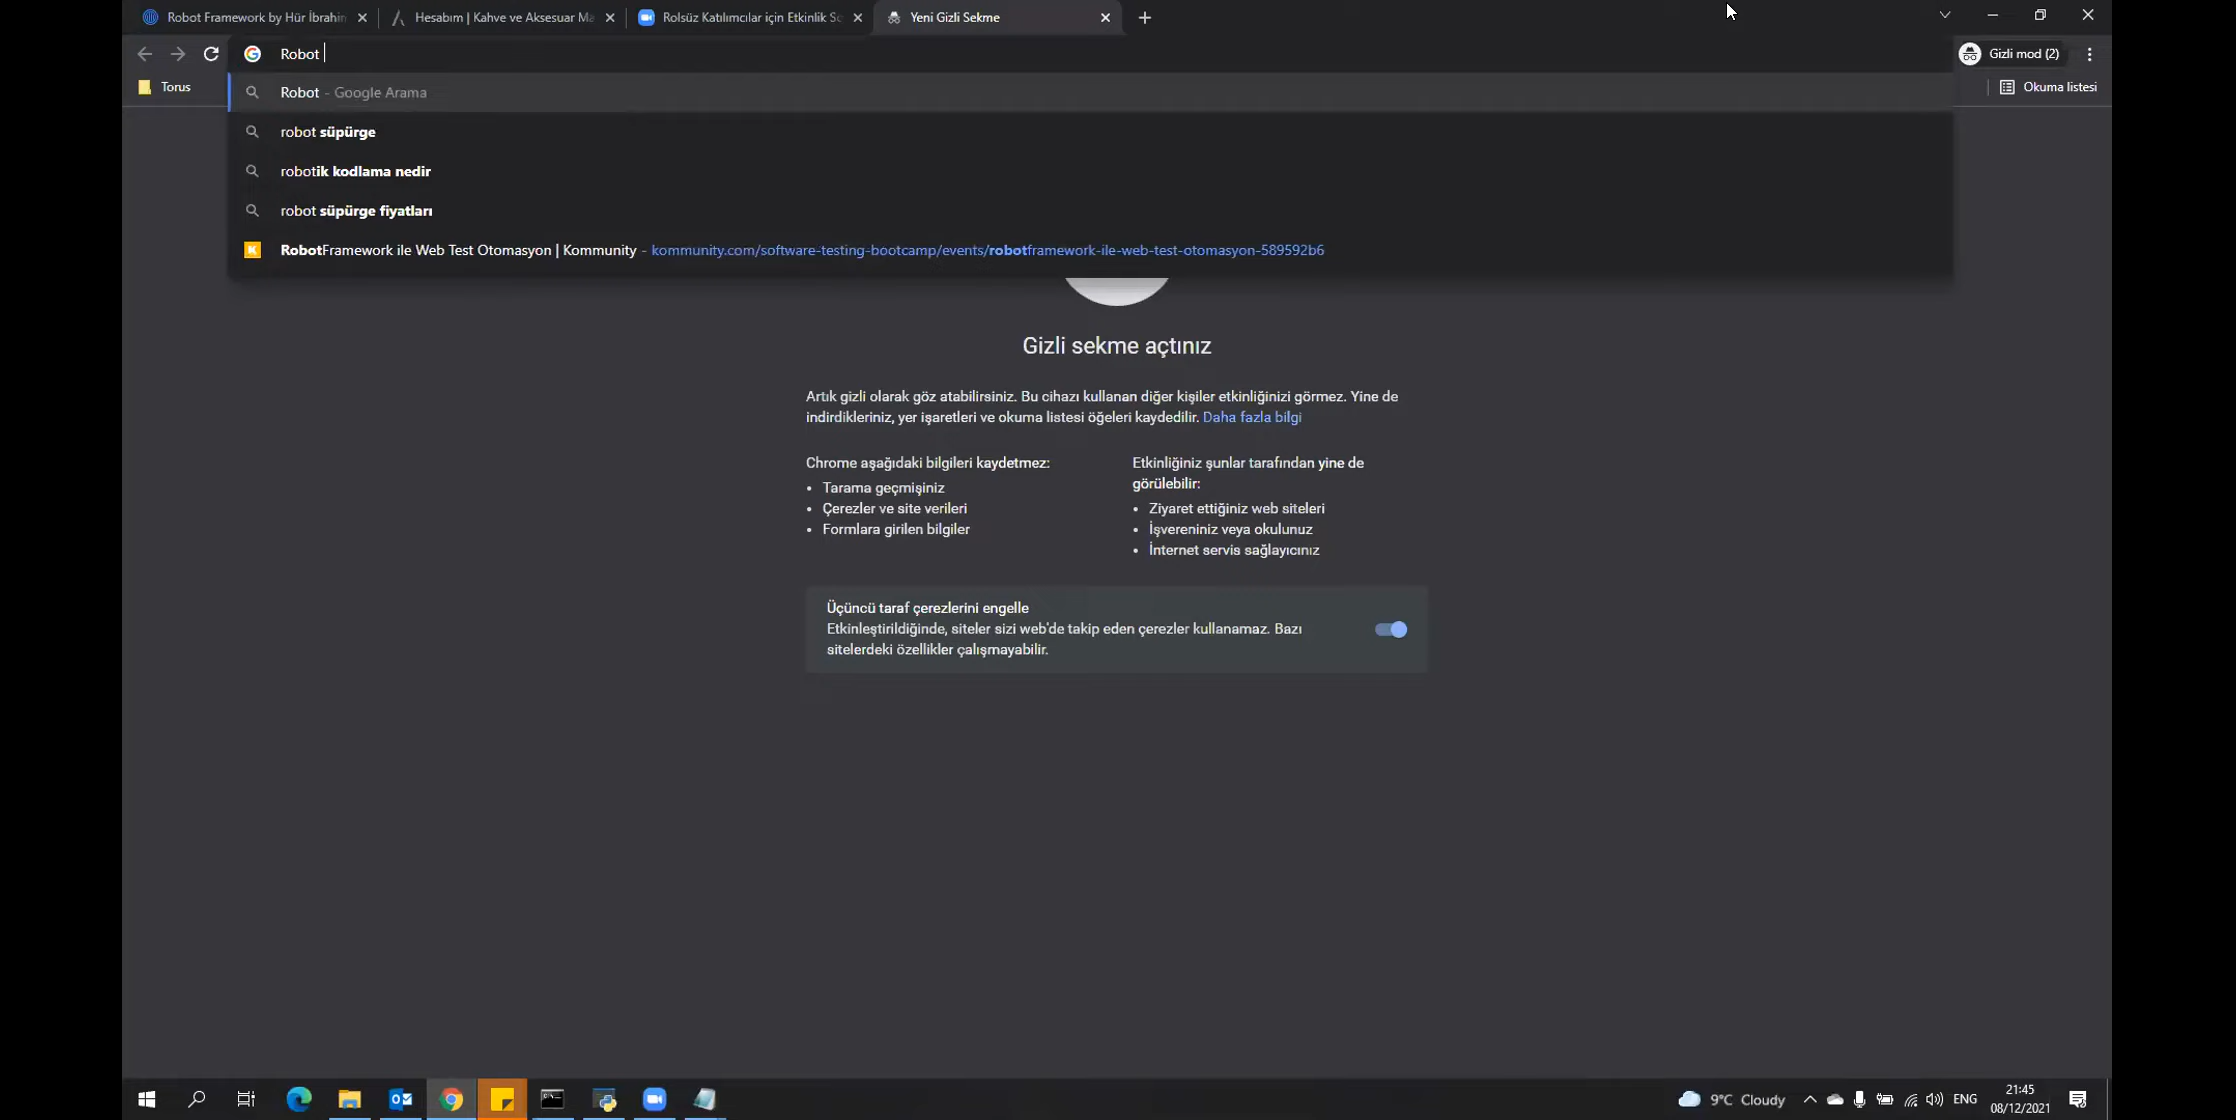 Robot Framework by Hür İbrahim
Hesabım | Kahve ve Aksesuar Ma
Rolsüz Katılımcılar için Etkinlik So
Yeni Gizli Sekme
Robot
Gizli mod (2)
Torus
Okuma listesi
Robot - Google Arama
robot süpürge
robotik kodlama nedir
robot süpürge fiyatları
RobotFramework ile Web Test Otomasyon | Kommunity - kommunity.com/software-testing-bootcamp/events/robotframework-ile-web-test-otomasyon-589592b6
Gizli sekme açtınız
Artık gizli olarak göz atabilirsiniz. Bu cihazı kullanan diğer kişiler etkinliğinizi görmez. Yine de
indirdikleriniz, yer işaretleri ve okuma listesi öğeleri kaydedilir. Daha fazla bilgi
Chrome aşağıdaki bilgileri kaydetmez:
• Tarama geçmişiniz
• Çerezler ve site verileri
• Formlara girilen bilgiler
Etkinliğiniz şunlar tarafından yine de
görülebilir:
• Ziyaret ettiğiniz web siteleri
• İşvereniniz veya okulunuz
• İnternet servis sağlayıcınız
Üçüncü taraf çerezlerini engelle
Etkinleştirildiğinde, siteler sizi web'de takip eden çerezler kullanamaz. Bazı
sitelerdeki özellikler çalışmayabilir.
9°C Cloudy
ENG
21:45
08/12/2021